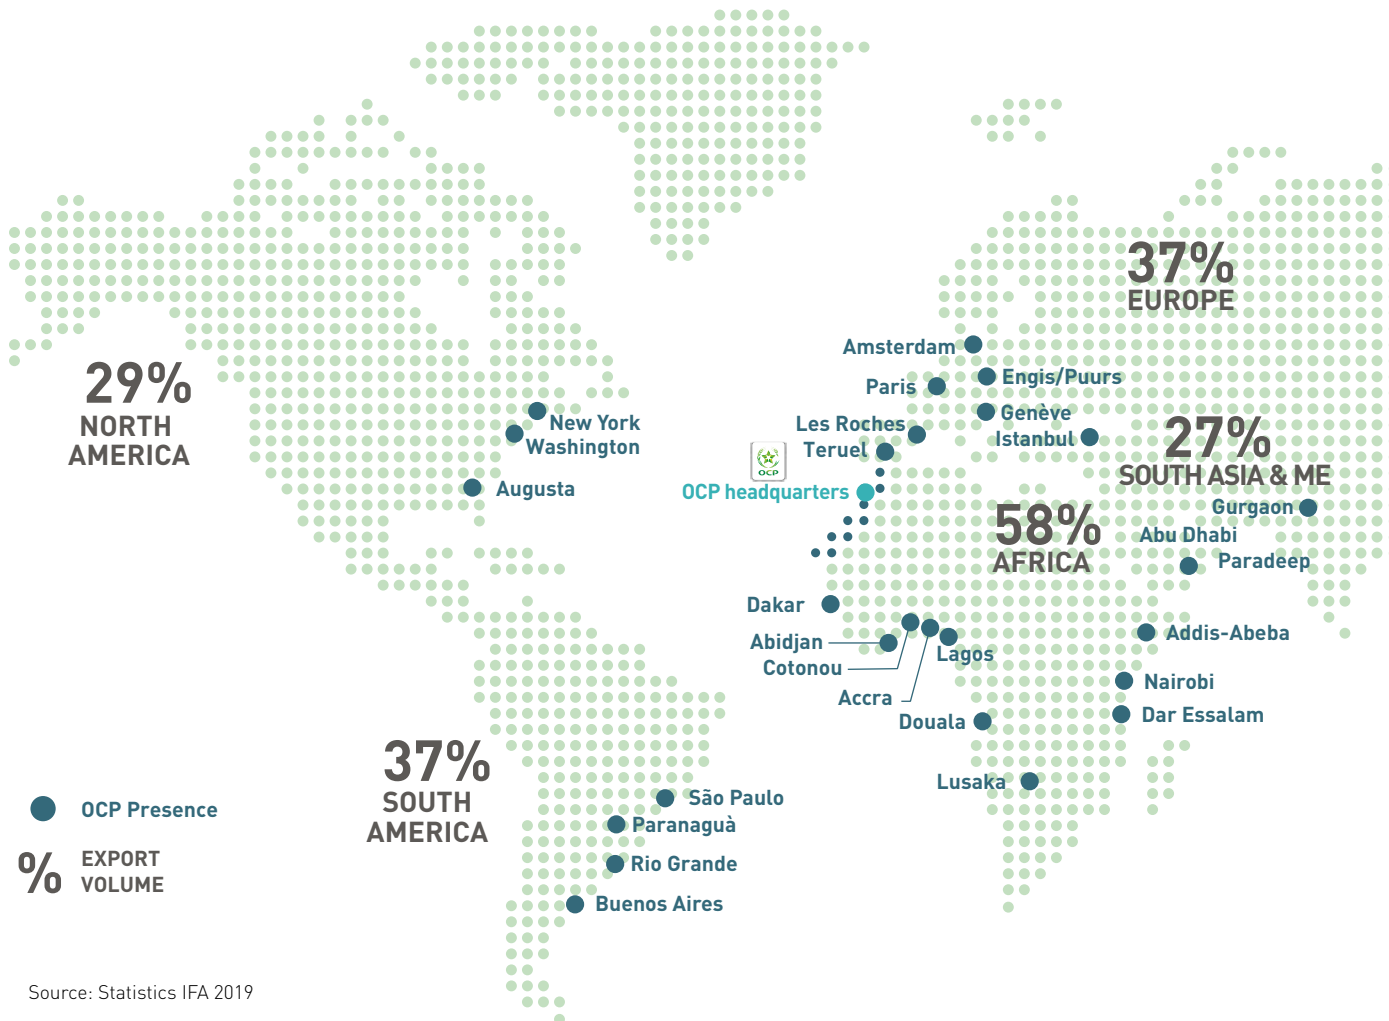 37%
EUROPE
Amsterdam
Engis/Puurs
Paris
29%
NORTH
AMERICA
New York
Washington
Augusta
Les Roches
Genève
Teruel
Istanbul
27%
SOUTH ASIA & ME
OCP
OCP headquarters
Gurgaon
58%
AFRICA
Abu Dhabi
Paradeep
Dakar
Abidjan
Cotonou
Lagos
Accra
Douala
Addis-Abeba
Nairobi
Dar Essalam
Lusaka
37%
SOUTH
AMERICA
São Paulo
Paranaguà
Rio Grande
Buenos Aires
OCP Presence
% EXPORT
VOLUME
Source: Statistics IFA 2019